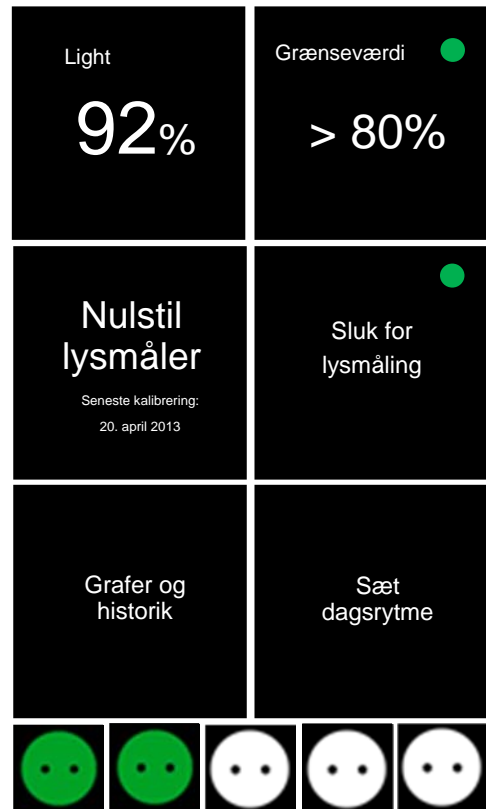 Light
92%
Grænseværdi
> 80%
Nulstil
lysmåler
Seneste kalibrering:
20. april 2013
Sluk for
lysmåling
Grafer og
historik
Sæt
dagsrytme